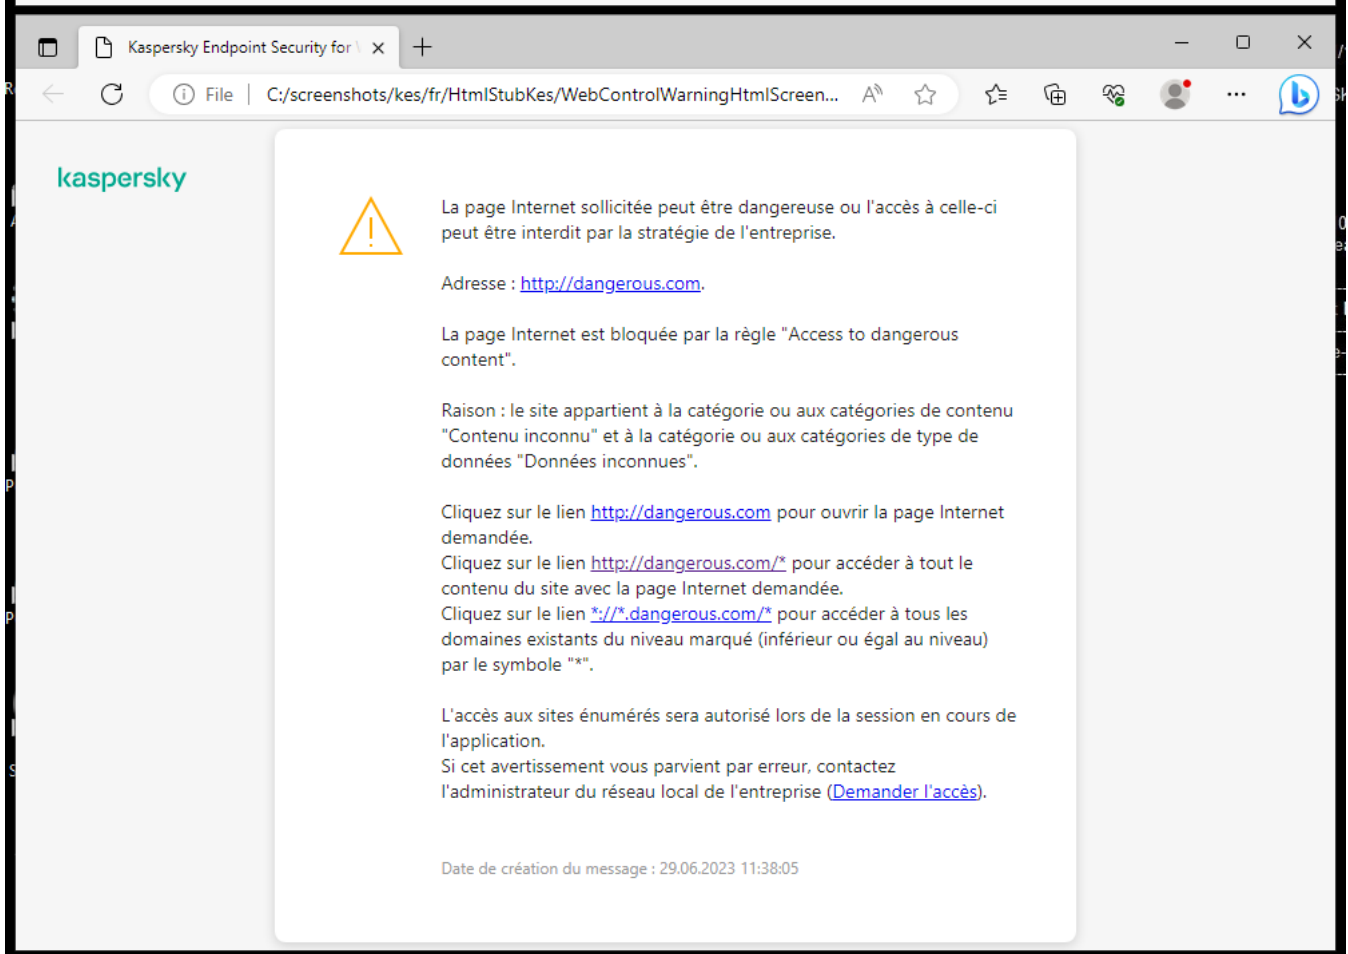 Kaspersky Endpoint Security for
File
C:/screenshots/kes/fr/HtmlStubKes/WebControlWarningHtmlScreen...
kaspersky
La page Internet sollicitée peut être dangereuse ou l'accès à celle-ci
peut être interdit par la stratégie de l'entreprise.
Adresse : http://dangerous.com.
La page Internet est bloquée par la règle "Access to dangerous
content".
Raison : le site appartient à la catégorie ou aux catégories de contenu
"Contenu inconnu" et à la catégorie ou aux catégories de type de
données "Données inconnues".
Cliquez sur le lien http://dangerous.com pour ouvrir la page Internet
demandée.
Cliquez sur le lien http://dangerous.com/* pour accéder à tout le
contenu du site avec la page Internet demandée.
Cliquez sur le lien *://*.dangerous.com/* pour accéder à tous les
domaines existants du niveau marqué (inférieur ou égal au niveau)
par le symbole "*".
L'accès aux sites énumérés sera autorisé lors de la session en cours de
l'application.
Si cet avertissement vous parvient par erreur, contactez
l'administrateur du réseau local de l'entreprise (Demander l'accès).
Date de création du message : 29.06.2023 11:38:05